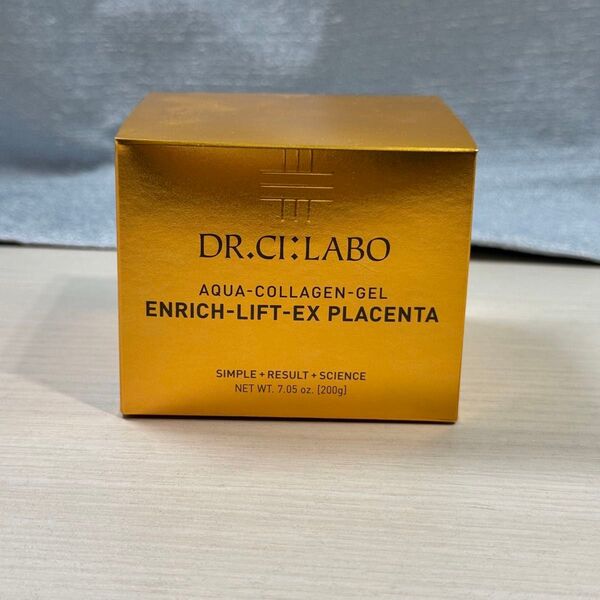 DR.CI:LABO
AQUA-COLLAGEN-GEL
ENRICH-LIFT-EX PLACENTA
SIMPLE+RESULT+SCIENCE
NET WT. 7.05 oz. [200g]